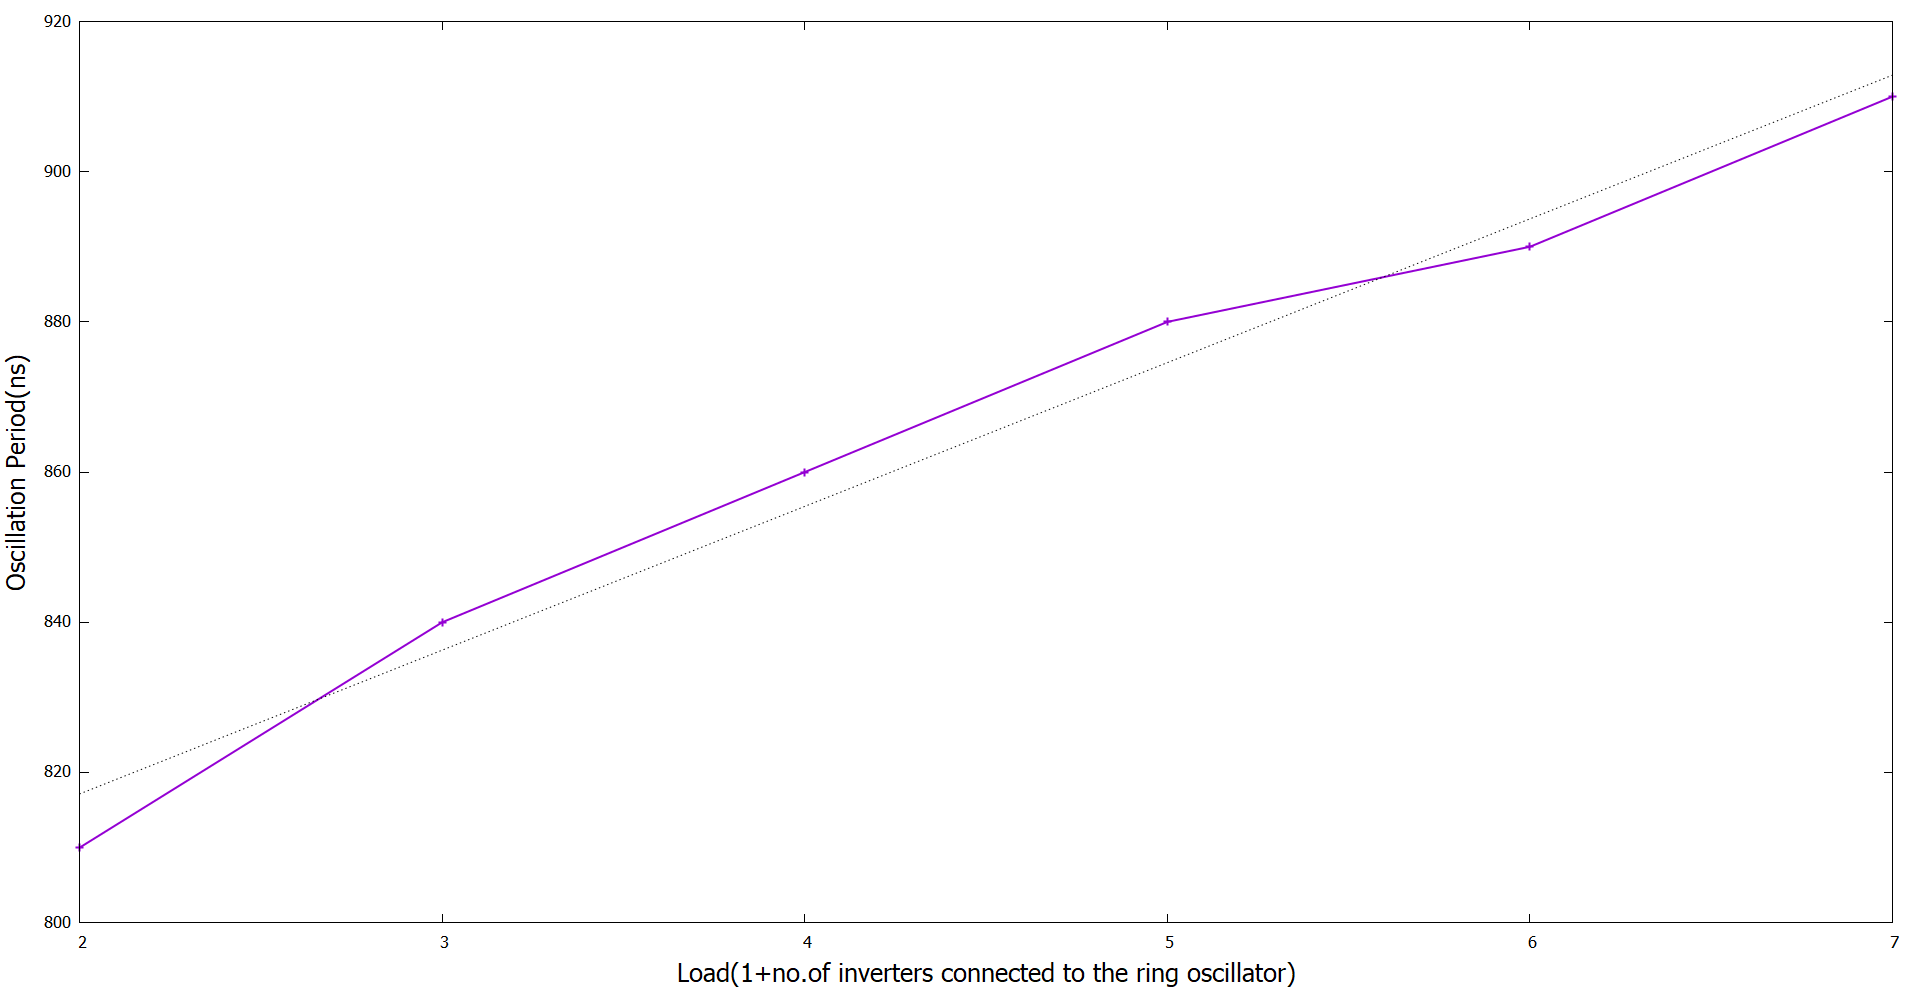 920
900
880
860
840
820
800
Oscillation Period(ns)
2 3 4 5 6 7
Load(1+no.of inverters connected to the ring oscillator)